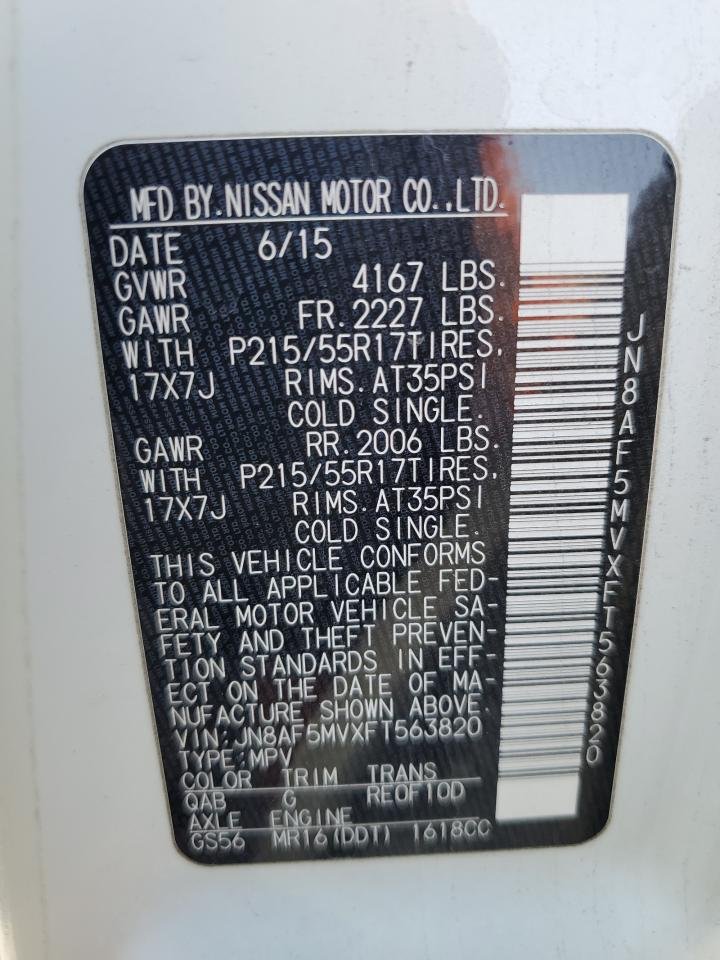 MFD BY.NISSAN MOTOR CO.,LTD.
DATE 6/15
GVWR 4167 LBS.
GAWR FR.2227 LBS.
WITH P215/55R17TIRES,
17X7J RIMS.AT35PSI
COLD SINGLE.
GAWR RR.2006 LBS.
WITH P215/55R17TIRES,
17X7J RIMS.AT35PSI
COLD SINGLE.
THIS VEHICLE CONFORMS
TO ALL APPLICABLE FED-
ERAL MOTOR VEHICLE SA-
FETY AND THEFT PREVEN-
TION STANDARDS IN EFF-
ECT ON THE DATE OF MA-
NUFACTURE SHOWN ABOVE.
VIN:JN8AF5MVXFT563820
TYPE:MPV
COLOR TRIM TRANS
QAB G RE0F10D
AXLE ENGINE
GS56 MR16(DDT) 1618CC
JN8AF5MVXFT563820